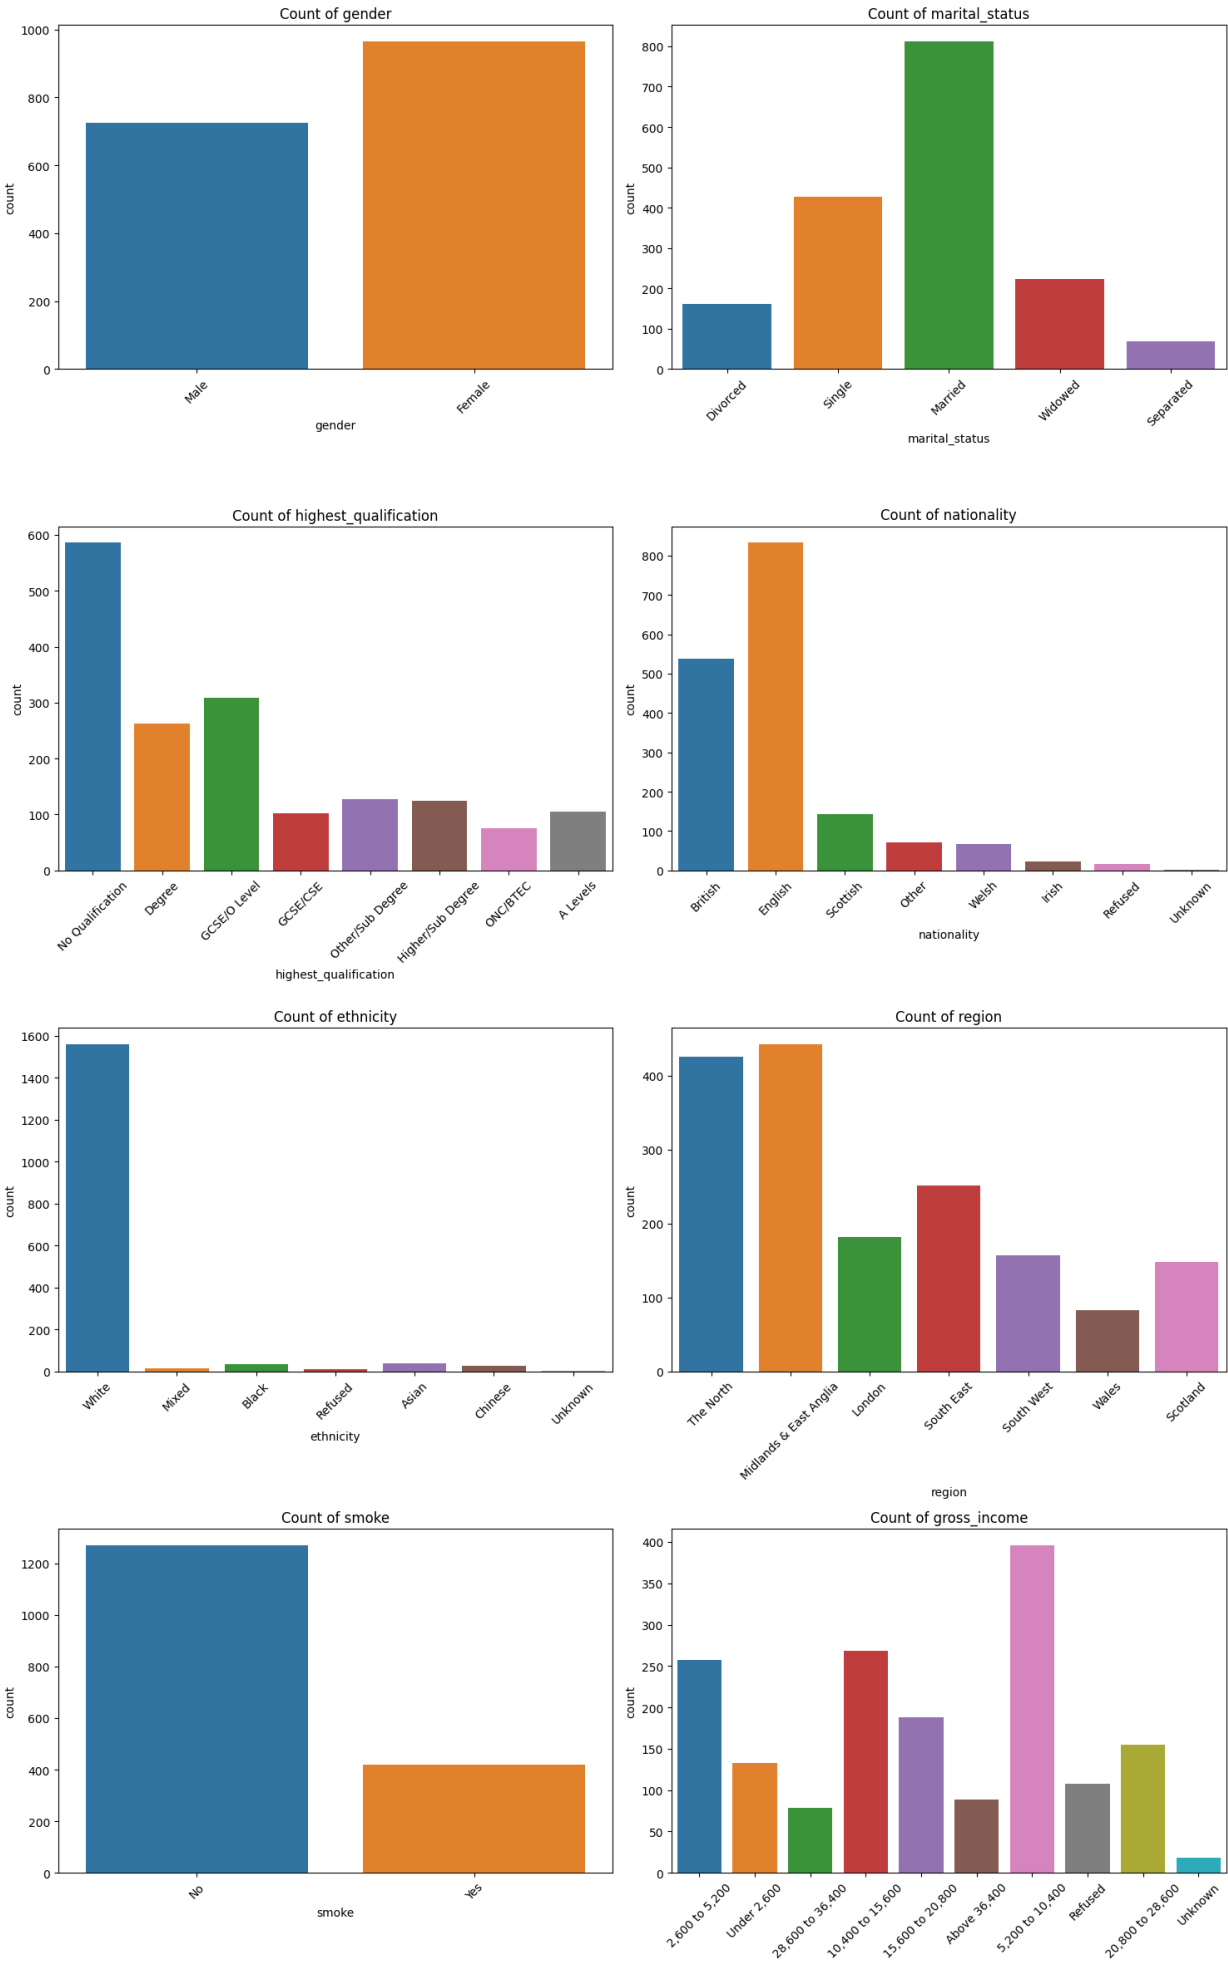 Count of gender
1000
800
600
400
200
0
count
Male
Female
gender
Count of marital_status
800
700
600
500
400
300
200
100
0
count
Divorced
Single
Married
Widowed
Separated
marital_status
Count of highest_qualification
600
500
400
300
200
100
0
count
No Qualification
Degree
GCSE/O Level
GCSE/CSE
Other/Sub Degree
Higher/Sub Degree
ONC/BTEC
A Levels
highest_qualification
Count of nationality
800
700
600
500
400
300
200
100
0
count
British
English
Scottish
Other
Welsh
Irish
Refused
Unknown
nationality
Count of ethnicity
1600
1400
1200
1000
800
600
400
200
0
count
White
Mixed
Black
Refused
Asian
Chinese
Unknown
ethnicity
Count of region
400
300
200
100
0
count
The North
Midlands & East Anglia
London
South East
South West
Wales
Scotland
region
Count of smoke
1200
1000
800
600
400
200
0
count
No
Yes
smoke
Count of gross_income
400
350
300
250
200
150
100
50
0
count
2,600 to 5,200
Under 2,600
28,600 to 36,400
10,400 to 15,600
15,600 to 20,800
Above 36,400
5,200 to 10,400
Refused
20,800 to 28,600
Unknown